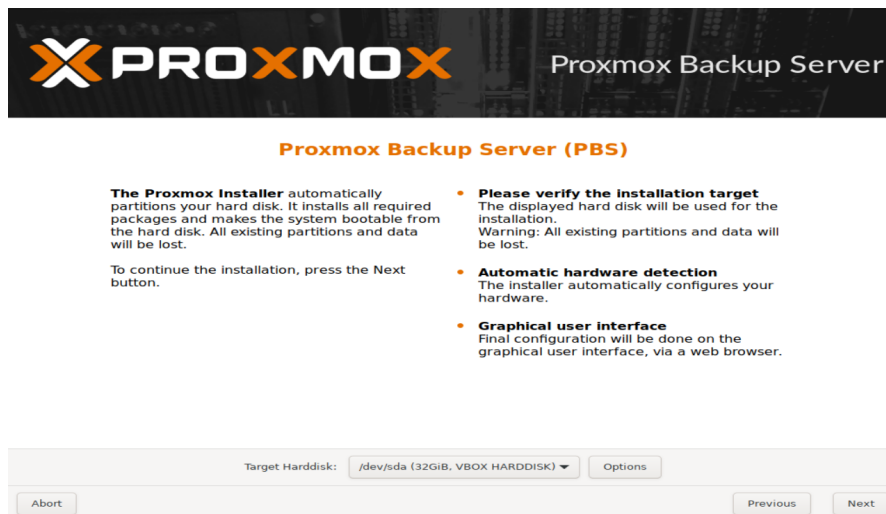 PROXMOX
Proxmox Backup Server
Proxmox Backup Server (PBS)
The Proxmox Installer automatically
partitions your hard disk. It installs all required
packages and makes the system bootable from
the hard disk. All existing partitions and data
will be lost.
To continue the installation, press the Next
button.
• Please verify the installation target
The displayed hard disk will be used for the
installation.
Warning: All existing partitions and data will
be lost.
• Automatic hardware detection
The installer automatically configures your
hardware.
• Graphical user interface
Final configuration will be done on the
graphical user interface, via a web browser.
Target Harddisk: /dev/sda (32GiB, VBOX HARDDISK) Options
Abort Previous Next